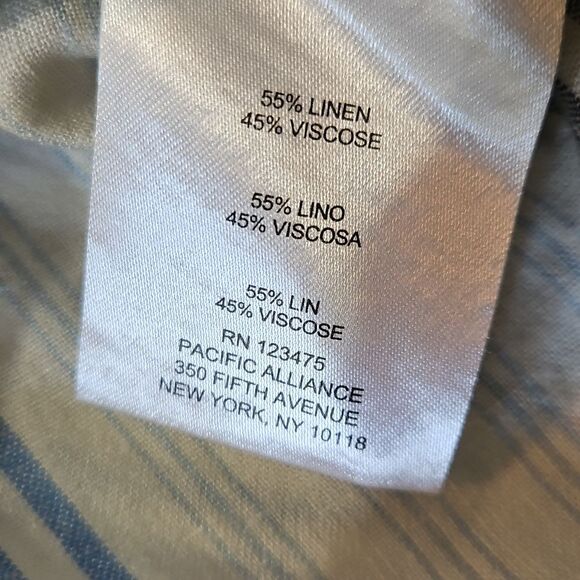 55% LINEN
45% VISCOSE
55% LINO
45% VISCOSA
55% LIN
45% VISCOSE
RN 123475
PACIFIC ALLIANCE
350 FIFTH AVENUE
NEW YORK, NY 10118